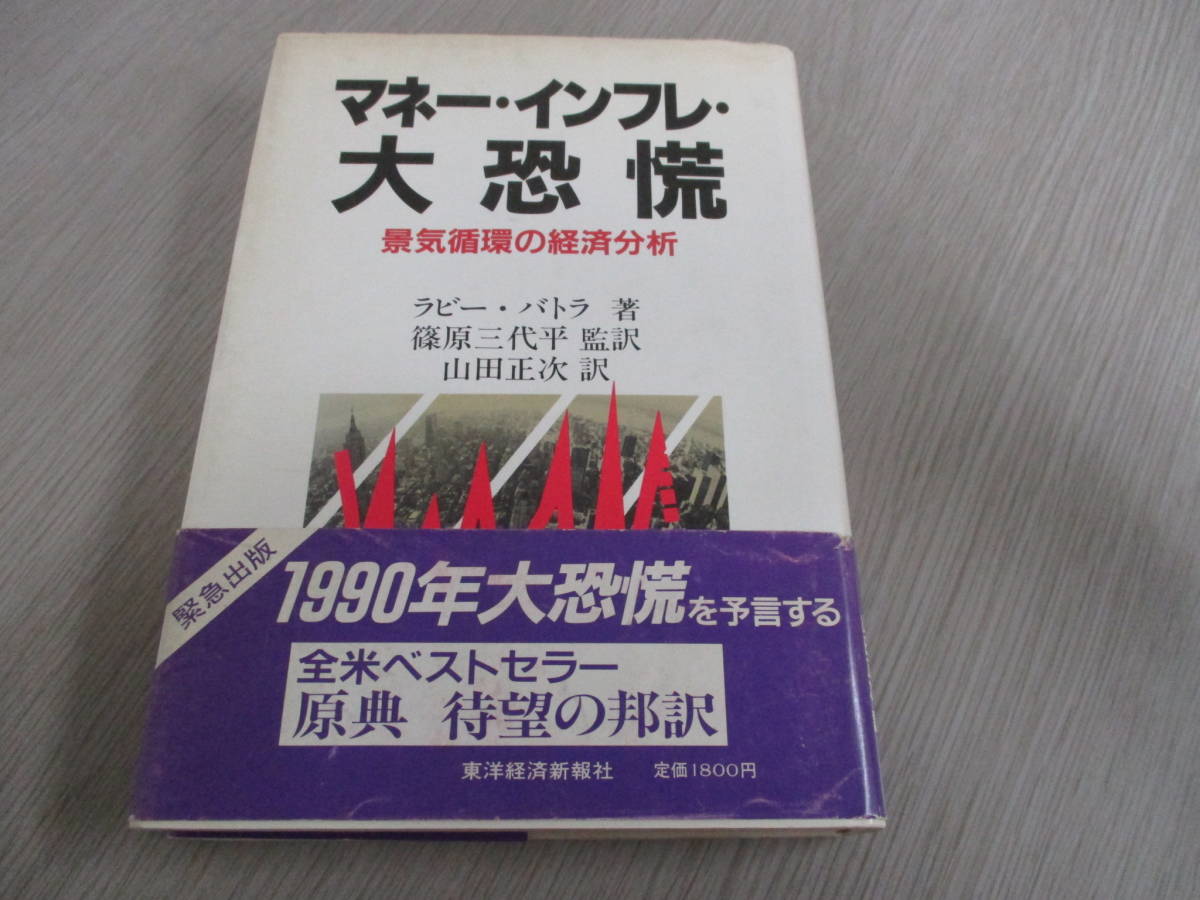 マネー・インフレ・
大恐慌
景気循環の経済分析
ラビー・バトラ 著
篠原三代平 監訳
山田正次 訳
緊急出版
1990年大恐慌を予言する
全米ベストセラー
原典 待望の邦訳
東洋経済新報社 定価1800円